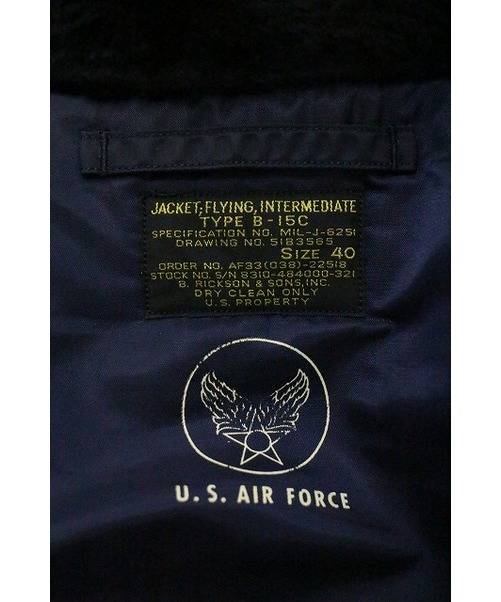 JACKET, FLYING, INTERMEDIATE
TYPE B-15C
SPECIFICATION NO. MIL-J-6251
DRAWING NO. 51B3565
SIZE 40
ORDER NO. AF33(038)-22518
STOCK NO. S/N 8310-484000-321
B. RICKSON & SONS, INC.
DRY CLEAN ONLY
U.S. PROPERTY
U. S. AIR FORCE